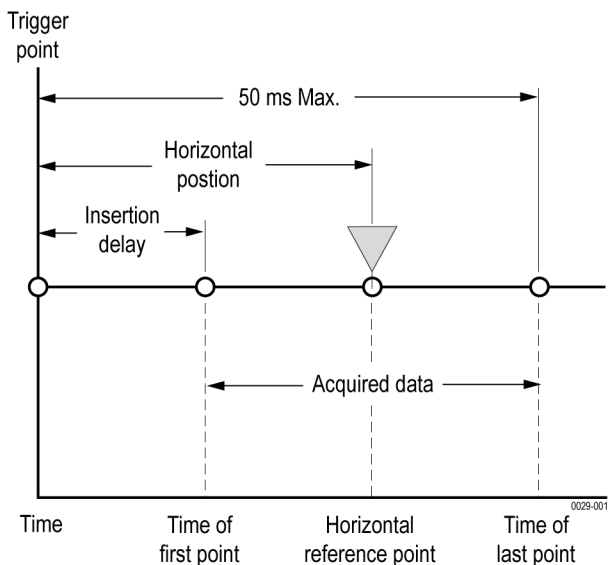 Trigger
point
50 ms Max.
Horizontal
postion
Insertion
delay
Acquired data
0029-001
Time
Time of
first point
Horizontal
reference point
Time of
last point